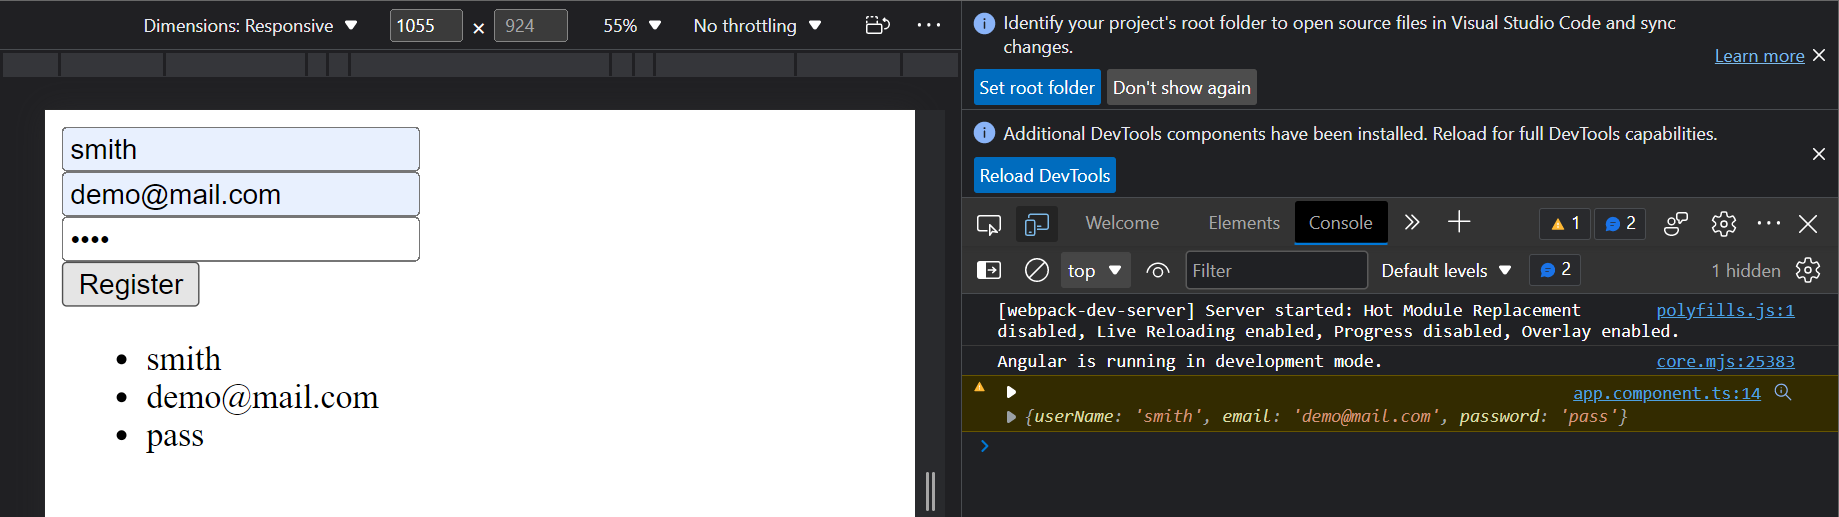 Dimensions: Responsive 1055 × 924 55% No throttling
smith
demo@mail.com
••••
Register
• smith
• demo@mail.com
• pass
Identify your project's root folder to open source files in Visual Studio Code and sync
changes.
Learn more
Set root folder Don't show again
Additional DevTools components have been installed. Reload for full DevTools capabilities.
Reload DevTools
Welcome Elements Console 1 2
top Filter Default levels 2 1 hidden
[webpack-dev-server] Server started: Hot Module Replacement polyfills.js:1
disabled, Live Reloading enabled, Progress disabled, Overlay enabled.
Angular is running in development mode. core.mjs:25383
app.component.ts:14
{userName: 'smith', email: 'demo@mail.com', password: 'pass'}